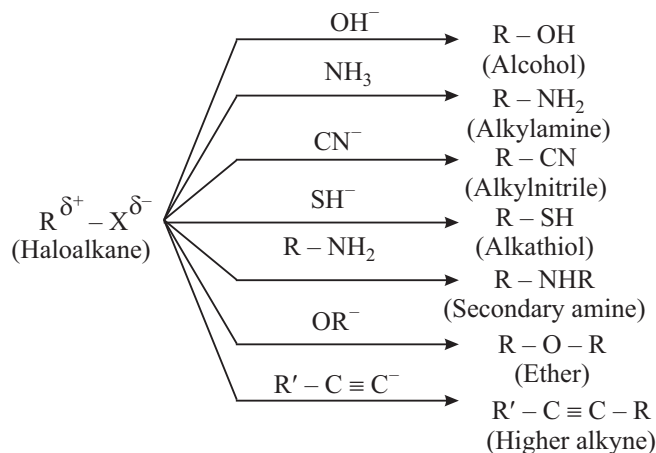 OH⁻
R – OH
(Alcohol)
NH₃
R – NH₂
(Alkylamine)
CN⁻
R – CN
(Alkylnitrile)
R^δ+ – X^δ−
(Haloalkane)
SH⁻
R – SH
(Alkathiol)
R – NH₂
R – NHR
(Secondary amine)
OR⁻
R – O – R
(Ether)
R′ – C ≡ C⁻
R′ – C ≡ C – R
(Higher alkyne)